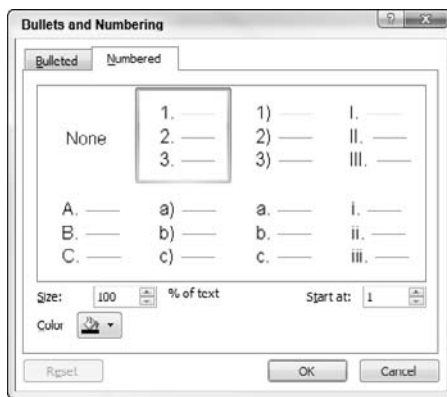 Bullets and Numbering
Bulleted Numbered
None
1.
2.
3.
1)
2)
3)
I.
II.
III.
A.
B.
C.
a)
b)
c)
a.
b.
c.
i.
ii.
iii.
Size: 100 % of text Start at: 1
Color
Reset OK Cancel